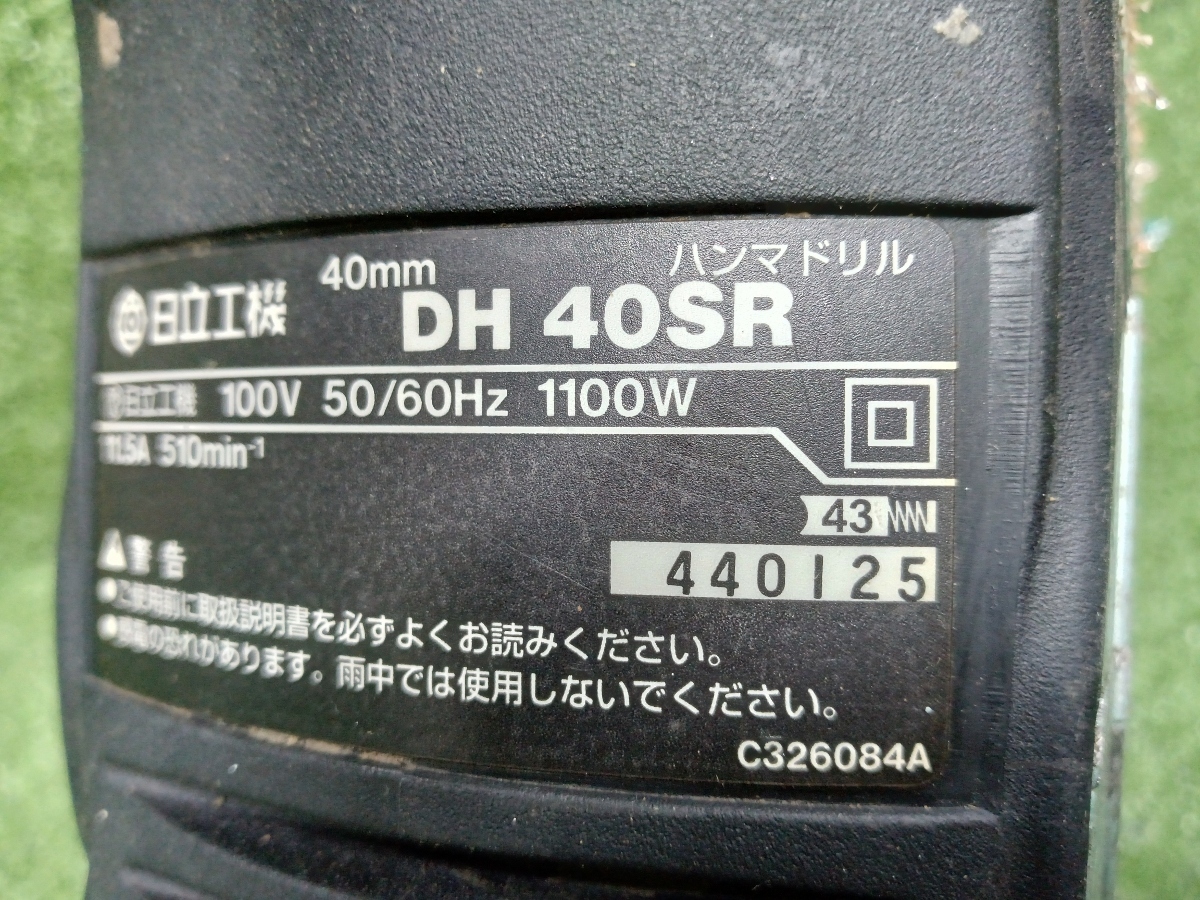 ハンマドリル
日立工機 40mm DH 40SR
日立工機 100V 50/60Hz 1100W
11.5A 510min⁻¹
43
440125
警告
●ご使用前に取扱説明書を必ずよくお読みください。
●感電の恐れがあります。雨中では使用しないでください。
C326084A